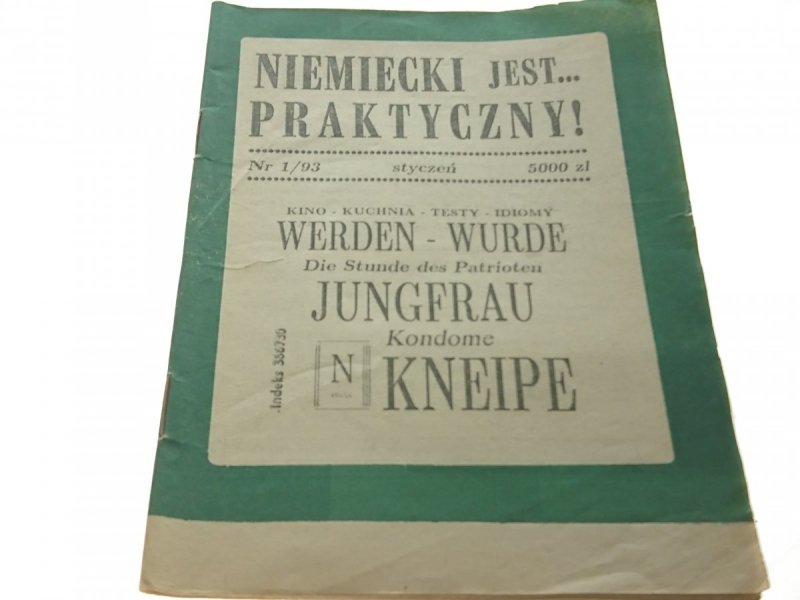 NIEMIECKI JEST...
PRAKTYCZNY!
Nr 1/93 styczeń 5000 zl
KINO - KUCHNIA - TESTY - IDIOMY
WERDEN - WURDE
Die Stunde des Patrioten
JUNGFRAU
Kondome
N
KNEIPE
.Indeks 356730